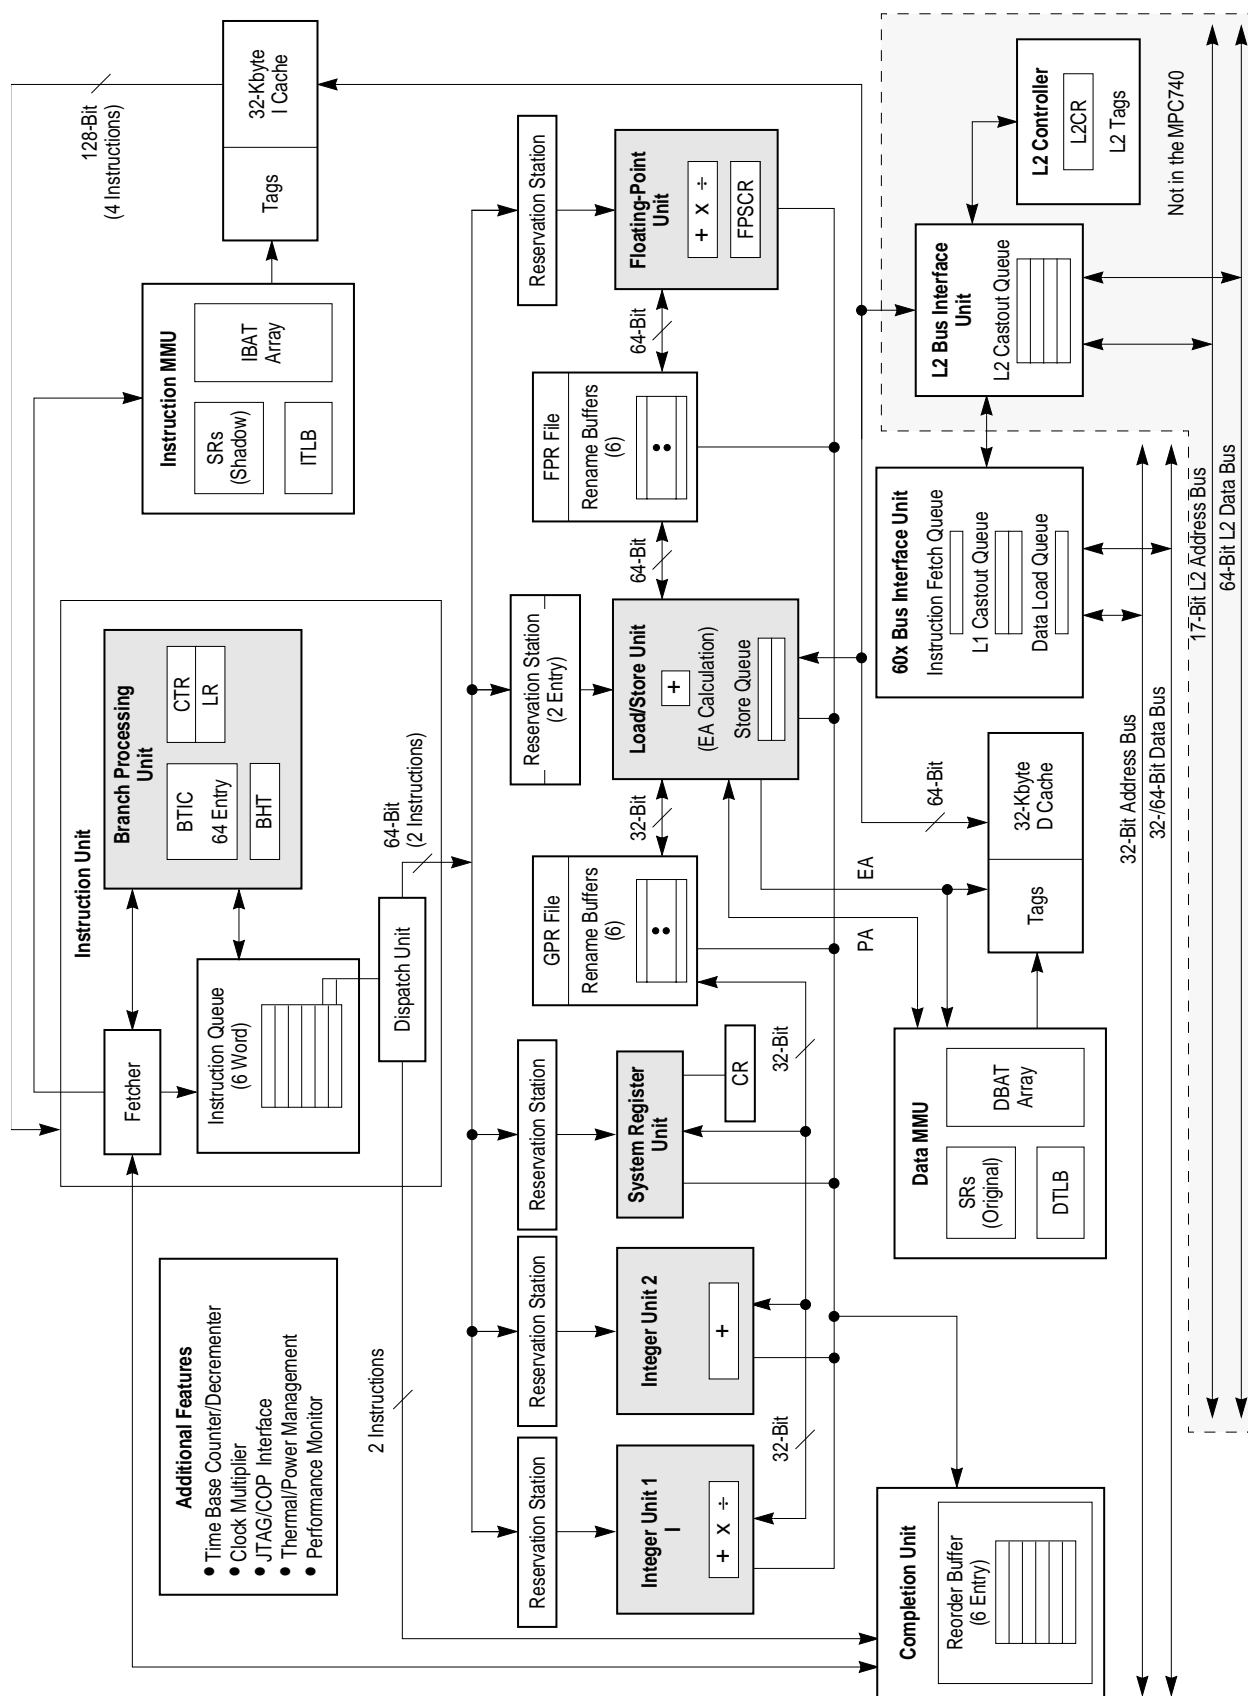 Additional Features
• Time Base Counter/Decrementer
• Clock Multiplier
• JTAG/COP Interface
• Thermal/Power Management
• Performance Monitor
Instruction Unit
Fetcher
Branch Processing
Unit
BTIC
64 Entry
BHT
CTR
LR
Instruction Queue
(6 Word)
Dispatch Unit
2 Instructions
64-Bit
(2 Instructions)
128-Bit
(4 Instructions)
Instruction MMU
SRs
(Shadow)
ITLB
IBAT
Array
Tags
32-Kbyte
I Cache
Reservation Station
Reservation Station
Reservation Station
Reservation Station
(2 Entry)
Reservation Station
Integer Unit 1
I
+ x ÷
Integer Unit 2
+
System Register
Unit
CR
32-Bit
32-Bit
GPR File
Rename Buffers
(6)
32-Bit
Load/Store Unit
+
(EA Calculation)
Store Queue
64-Bit
FPR File
Rename Buffers
(6)
64-Bit
Floating-Point
Unit
+ x ÷
FPSCR
PA
EA
64-Bit
Completion Unit
Reorder Buffer
(6 Entry)
Data MMU
SRs
(Original)
DTLB
DBAT
Array
Tags
32-Kbyte
D Cache
60x Bus Interface Unit
Instruction Fetch Queue
L1 Castout Queue
Data Load Queue
L2 Bus Interface
Unit
L2 Castout Queue
L2 Controller
L2CR
L2 Tags
Not in the MPC740
32-Bit Address Bus
32-/64-Bit Data Bus
17-Bit L2 Address Bus
64-Bit L2 Data Bus